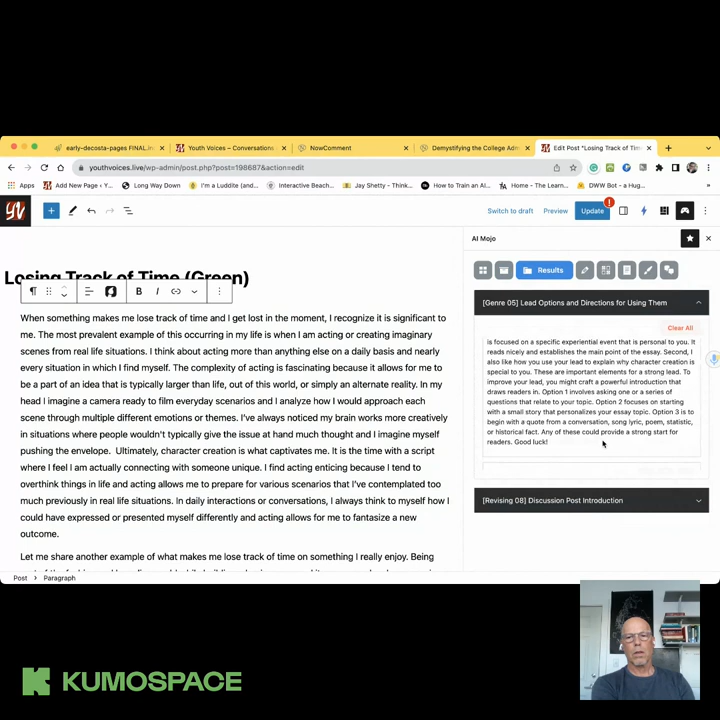 early-decosta-pages FINAL.in
Youth Voices – Conversations
NowComment
Demystifying the College Adm
Edit Post "Losing Track of Time
youthvoices.live/wp-admin/post.php?post=198687&action=edit
Apps
Add New Page ‹ Y...
Long Way Down
I'm a Luddite (and...
Interactive Beach...
Jay Shetty - Think...
How to Train an AI...
Home - The Learn...
DWW Bot - a Hug...
Switch to draft
Preview
Update
!
AI Mojo
Results
Losing Track of Time (Green)
B I
[Genre 05] Lead Options and Directions for Using Them
Clear All
is focused on a specific experiential event that is personal to you. It
reads nicely and establishes the main point of the essay. Second, I
also like how you use your lead to explain why character creation is
special to you. These are important elements for a strong lead. To
improve your lead, you might craft a powerful introduction that
draws readers in. Option 1 involves asking one or a series of
questions that relate to your topic. Option 2 focuses on starting
with a small story that personalizes your essay topic. Option 3 is to
begin with a quote from a conversation, song lyric, poem, statistic,
or historical fact. Any of these could provide a strong start for
readers. Good luck!
[Revising 08] Discussion Post Introduction
When something makes me lose track of time and I get lost in the moment, I recognize it is significant to
me. The most prevalent example of this occurring in my life is when I am acting or creating imaginary
scenes from real life situations. I think about acting more than anything else on a daily basis and nearly
every situation in which I find myself. The complexity of acting is fascinating because it allows for me to
be a part of an idea that is typically larger than life, out of this world, or simply an alternate reality. In my
head I imagine a camera ready to film everyday scenarios and I analyze how I would approach each
scene through multiple different emotions or themes. I've always noticed my brain works more creatively
in situations where people wouldn't typically give the issue at hand much thought and I imagine myself
pushing the envelope. Ultimately, character creation is what captivates me. It is the time with a script
where I feel I am actually connecting with someone unique. I find acting enticing because I tend to
overthink things in life and acting allows me to prepare for various scenarios that I've contemplated too
much previously in real life situations. In daily interactions or conversations, I always think to myself how I
could have expressed or presented myself differently and acting allows for me to fantasize a new
outcome.
Let me share another example of what makes me lose track of time on something I really enjoy. Being
Post › Paragraph
KUMOSPACE